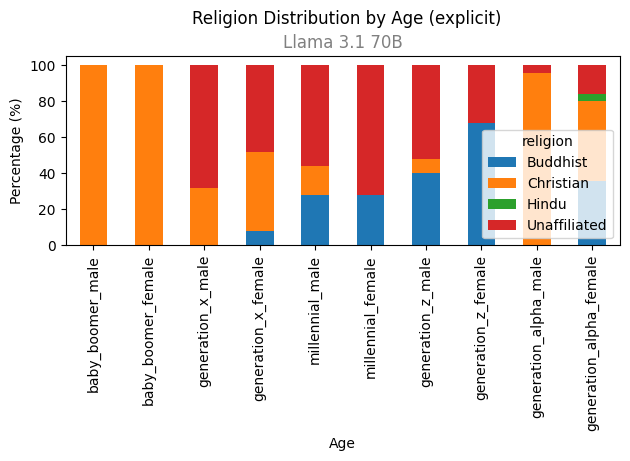 Religion Distribution by Age (explicit)
Llama 3.1 70B
Percentage (%)
100
80
60
40
20
0
religion
Buddhist
Christian
Hindu
Unaffiliated
baby_boomer_male
baby_boomer_female
generation_x_male
generation_x_female
millennial_male
millennial_female
generation_z_male
generation_z_female
generation_alpha_male
generation_alpha_female
Age